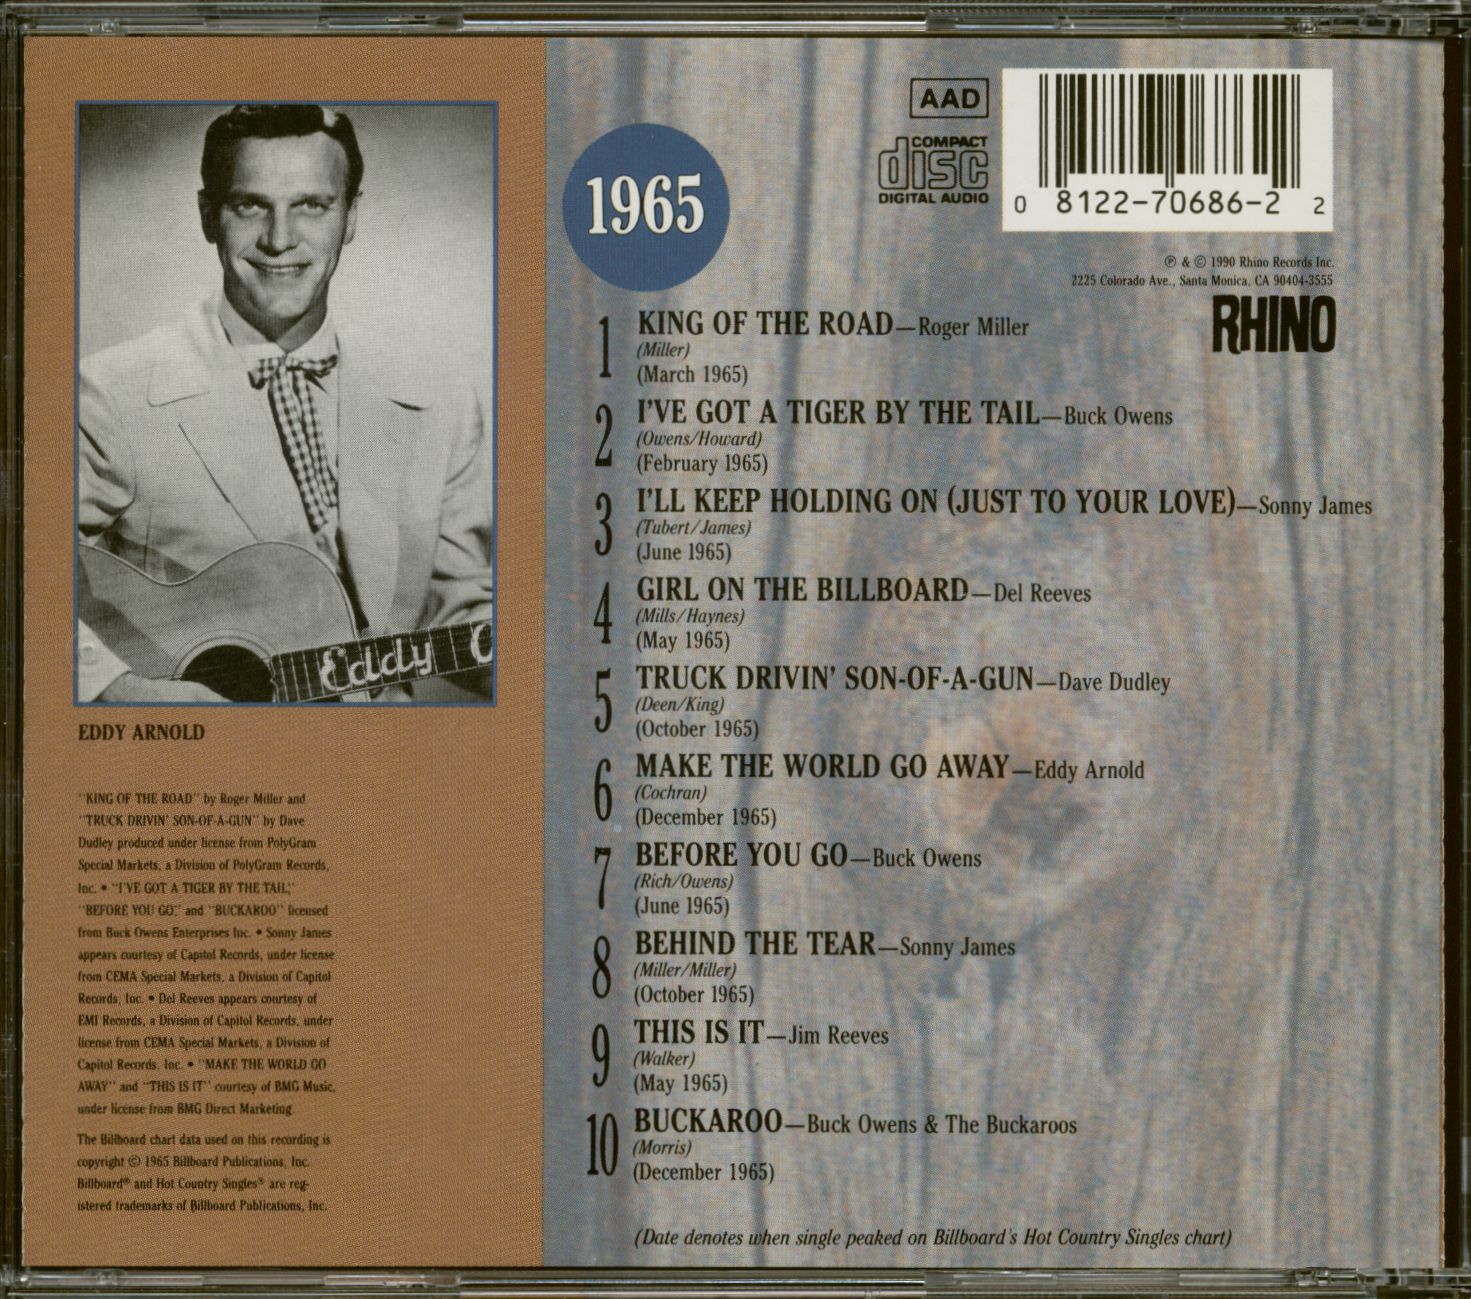 AAD
COMPACT
disc
DIGITAL AUDIO
0 8122-70686-2 2
1965
℗ & © 1990 Rhino Records Inc.
2225 Colorado Ave., Santa Monica, CA 90404-3555
RHINO
1 KING OF THE ROAD—Roger Miller
(Miller)
(March 1965)
2 I'VE GOT A TIGER BY THE TAIL—Buck Owens
(Owens/Howard)
(February 1965)
3 I'LL KEEP HOLDING ON (JUST TO YOUR LOVE)—Sonny James
(Tubert/James)
(June 1965)
4 GIRL ON THE BILLBOARD—Del Reeves
(Mills/Haynes)
(May 1965)
5 TRUCK DRIVIN' SON-OF-A-GUN—Dave Dudley
(Deen/King)
(October 1965)
6 MAKE THE WORLD GO AWAY—Eddy Arnold
(Cochran)
(December 1965)
7 BEFORE YOU GO—Buck Owens
(Rich/Owens)
(June 1965)
8 BEHIND THE TEAR—Sonny James
(Miller/Miller)
(October 1965)
9 THIS IS IT—Jim Reeves
(Walker)
(May 1965)
10 BUCKAROO—Buck Owens & The Buckaroos
(Morris)
(December 1965)
(Date denotes when single peaked on Billboard's Hot Country Singles chart)
Eddy
EDDY ARNOLD
"KING OF THE ROAD" by Roger Miller and
"TRUCK DRIVIN' SON-OF-A-GUN" by Dave
Dudley produced under license from PolyGram
Special Markets, a Division of PolyGram Records,
Inc. • "I'VE GOT A TIGER BY THE TAIL,"
"BEFORE YOU GO," and "BUCKAROO" licensed
from Buck Owens Enterprises Inc. • Sonny James
appears courtesy of Capitol Records, under license
from CEMA Special Markets, a Division of Capitol
Records, Inc. • Del Reeves appears courtesy of
EMI Records, a Division of Capitol Records, under
license from CEMA Special Markets, a Division of
Capitol Records, Inc. • "MAKE THE WORLD GO
AWAY" and "THIS IS IT" courtesy of BMG Music,
under license from BMG Direct Marketing.
The Billboard chart data used on this recording is
copyright © 1965 Billboard Publications, Inc.
Billboard® and Hot Country Singles® are reg-
istered trademarks of Billboard Publications, Inc.